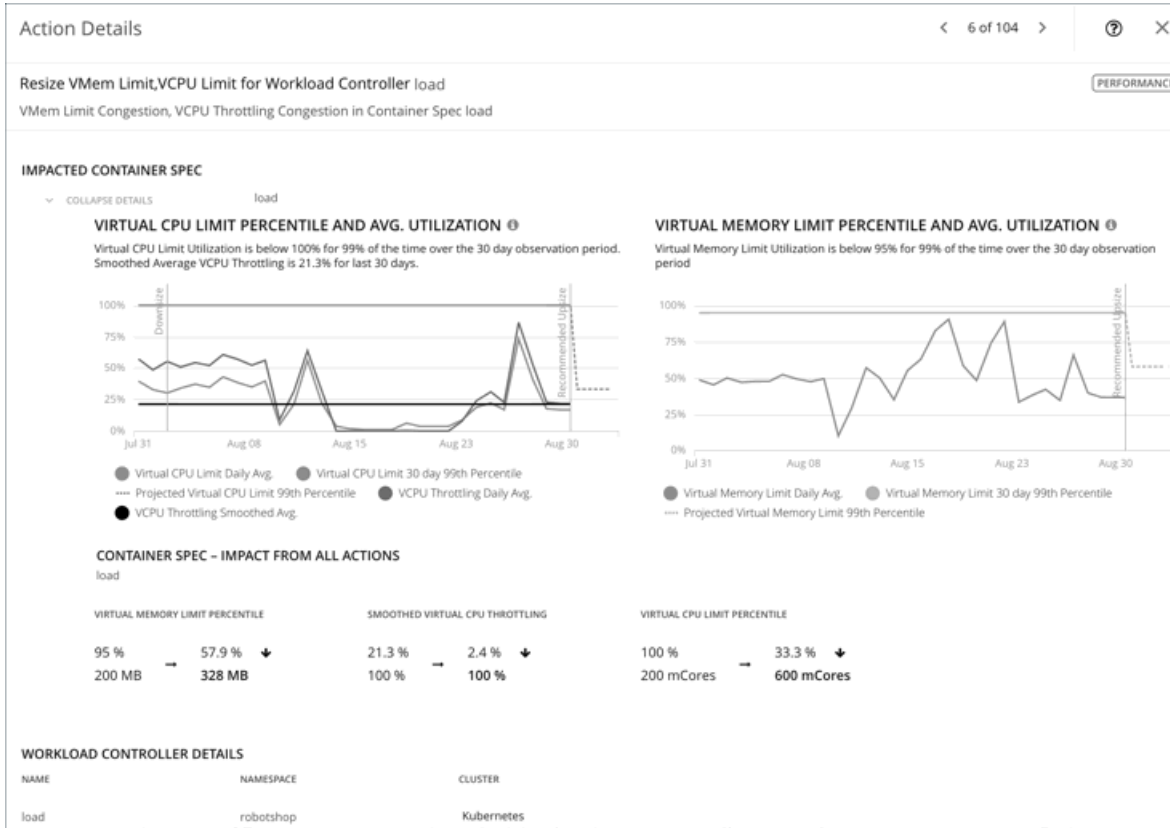 Action Details
6 of 104
Resize VMem Limit,VCPU Limit for Workload Controller load
PERFORMANC
VMem Limit Congestion, VCPU Throttling Congestion in Container Spec load
IMPACTED CONTAINER SPEC
COLLAPSE DETAILS
load
VIRTUAL CPU LIMIT PERCENTILE AND AVG. UTILIZATION
Virtual CPU Limit Utilization is below 100% for 99% of the time over the 30 day observation period.
Smoothed Average VCPU Throttling is 21.3% for last 30 days.
100%
75%
50%
25%
0%
Downsize
Recommended Upsize
Jul 31
Aug 08
Aug 15
Aug 23
Aug 30
Virtual CPU Limit Daily Avg.
Virtual CPU Limit 30 day 99th Percentile
Projected Virtual CPU Limit 99th Percentile
VCPU Throttling Daily Avg.
VCPU Throttling Smoothed Avg.
VIRTUAL MEMORY LIMIT PERCENTILE AND AVG. UTILIZATION
Virtual Memory Limit Utilization is below 95% for 99% of the time over the 30 day observation
period
100%
75%
50%
25%
0%
Recommended Upsize
Jul 31
Aug 08
Aug 15
Aug 23
Aug 30
Virtual Memory Limit Daily Avg.
Virtual Memory Limit 30 day 99th Percentile
Projected Virtual Memory Limit 99th Percentile
CONTAINER SPEC – IMPACT FROM ALL ACTIONS
load
VIRTUAL MEMORY LIMIT PERCENTILE
95 %
57.9 %
200 MB
328 MB
SMOOTHED VIRTUAL CPU THROTTLING
21.3 %
2.4 %
100 %
100 %
VIRTUAL CPU LIMIT PERCENTILE
100 %
33.3 %
200 mCores
600 mCores
WORKLOAD CONTROLLER DETAILS
NAME
NAMESPACE
CLUSTER
load
robotshop
Kubernetes